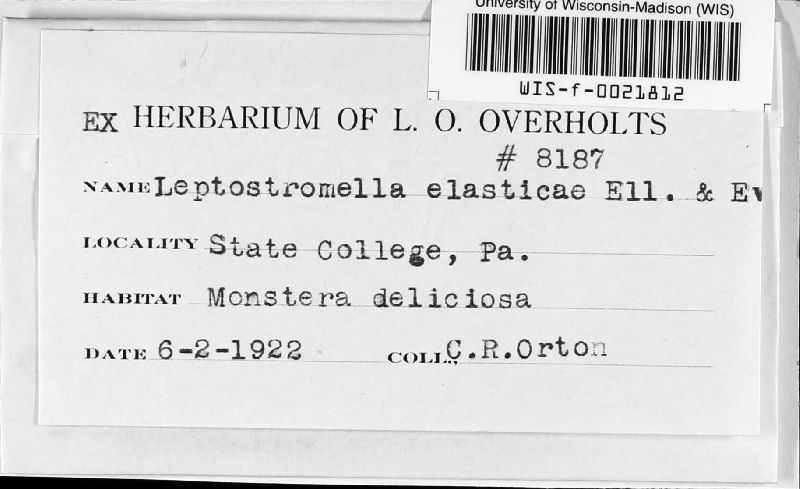 University of Wisconsin-Madison (WIS)
WIS-f-0021812
EX HERBARIUM OF L. O. OVERHOLTS
# 8187
NAME Leptostromella elasticae Ell. & Ev
LOCALITY State College, Pa.
HABITAT Monstera deliciosa
DATE 6-2-1922 COLL. C.R.Orton